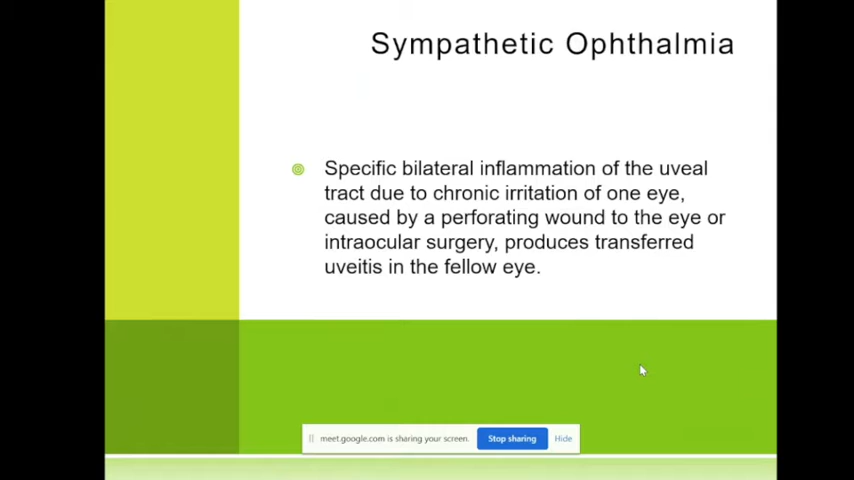 Sympathetic Ophthalmia
Specific bilateral inflammation of the uveal
tract due to chronic irritation of one eye,
caused by a perforating wound to the eye or
intraocular surgery, produces transferred
uveitis in the fellow eye.
meet.google.com is sharing your screen. Stop sharing Hide